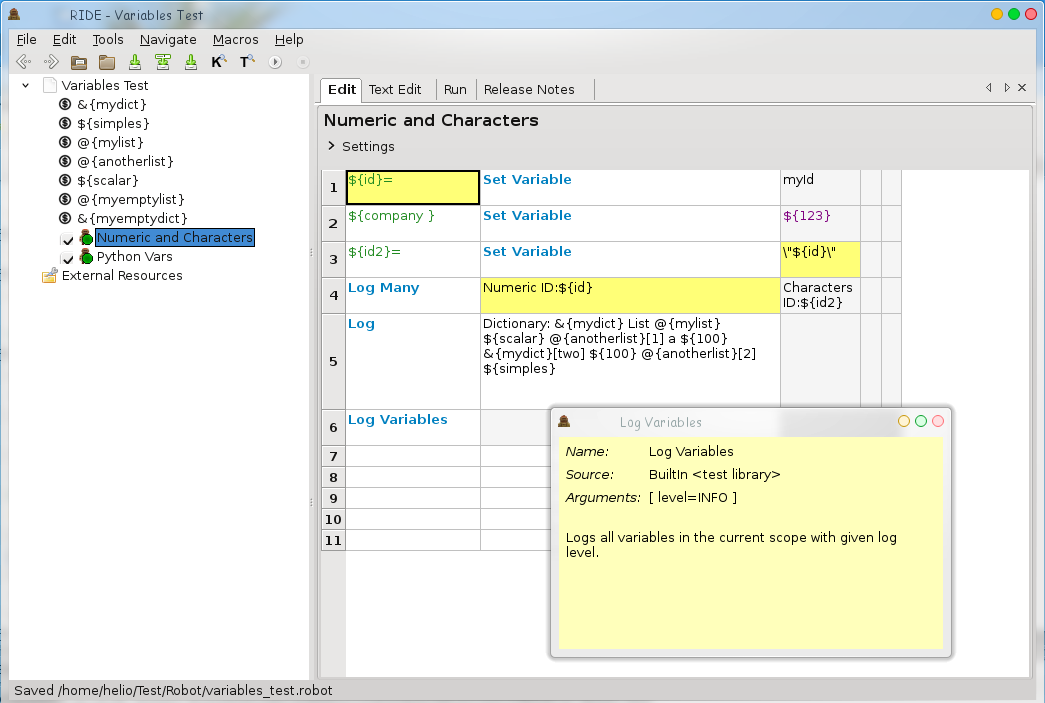 RIDE - Variables Test
File Edit Tools Navigate Macros Help
K T
Variables Test
&{mydict}
${simples}
@{mylist}
@{anotherlist}
${scalar}
@{myemptylist}
&{myemptydict}
Numeric and Characters
Python Vars
External Resources
Edit Text Edit Run Release Notes
Numeric and Characters
Settings
1 ${id}= Set Variable myId
2 ${company } Set Variable ${123}
3 ${id2}= Set Variable \"${id}\"
4 Log Many Numeric ID:${id} Characters
ID:${id2}
5 Log Dictionary: &{mydict} List @{mylist}
${scalar} @{anotherlist}[1] a ${100}
&{mydict}[two] ${100} @{anotherlist}[2]
${simples}
6 Log Variables
7
8
9
10
11
Log Variables
Name: Log Variables
Source: BuiltIn <test library>
Arguments: [ level=INFO ]
Logs all variables in the current scope with given log
level.
Saved /home/helio/Test/Robot/variables_test.robot